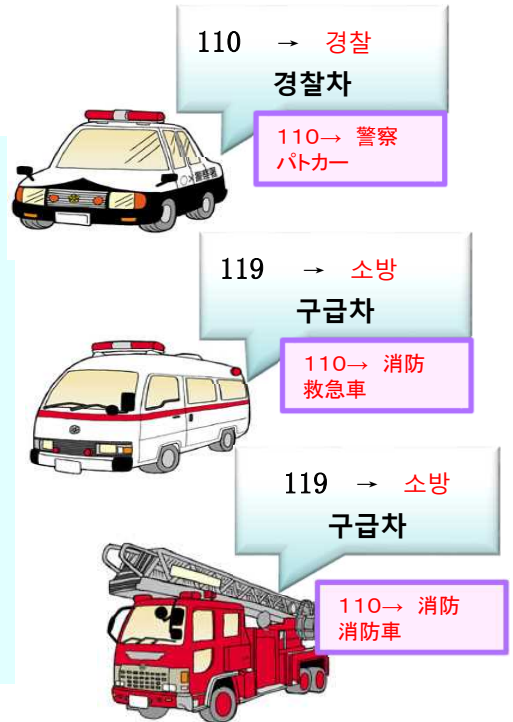 110 → 경찰
경찰차
110→ 警察
パトカー
119 → 소방
구급차
110→ 消防
救急車
119 → 소방
구급차
110→ 消防
消防車